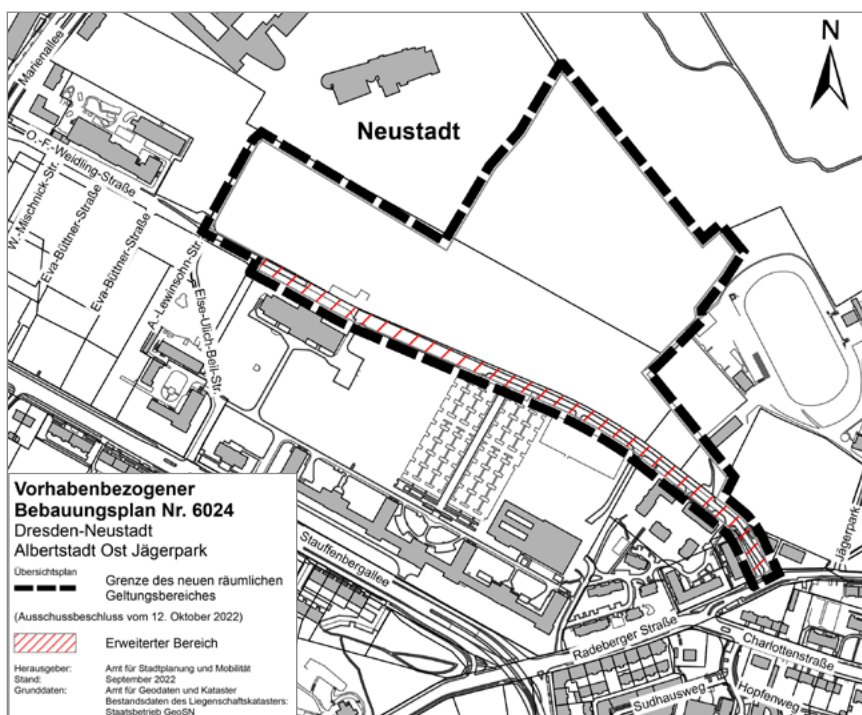 N
Marienallee
Neustadt
O.-F.-Weidling-Straße
W.-Mischnick-Str.
Eva-Büttner-Straße
Eva-Büttner-Straße
A.-Lewinsohn-Str.
Else-Ulich-Beil-Str.
Jägerpark
Stauffenbergallee
Radeberger Straße
Charlottenstraße
Hopfenweg
Sudhausweg
Vorhabenbezogener
Bebauungsplan Nr. 6024
Dresden-Neustadt
Albertstadt Ost Jägerpark
Übersichtsplan
Grenze des neuen räumlichen
Geltungsbereiches
(Ausschussbeschluss vom 12. Oktober 2022)
Erweiterter Bereich
Herausgeber: Amt für Stadtplanung und Mobilität
Stand: September 2022
Grunddaten: Amt für Geodaten und Kataster
Bestandsdaten des Liegenschaftskatasters:
Staatsbetrieb GeoSN